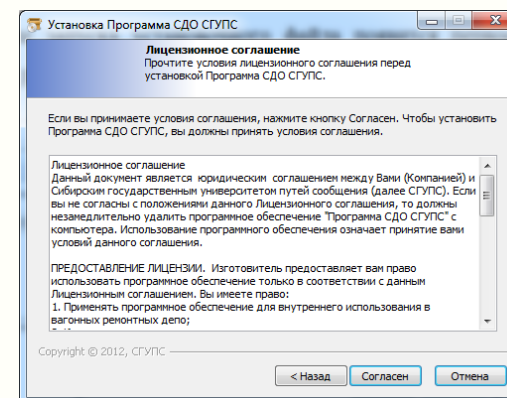 Установка Программа СДО СГУПС
Лицензионное соглашение
Прочтите условия лицензионного соглашения перед
установкой Программа СДО СГУПС.
Если вы принимаете условия соглашения, нажмите кнопку Согласен. Чтобы установить
Программа СДО СГУПС, вы должны принять условия соглашения.
Лицензионное соглашение
Данный документ является юридическим соглашением между Вами (Компанией) и
Сибирским государственным университетом путей сообщения (далее СГУПС). Если
вы не согласны с положениями данного Лицензионного соглашения, то должны
незамедлительно удалить программное обеспечение "Программа СДО СГУПС" с
компьютера. Использование программного обеспечения означает принятие вами
условий данного соглашения.
ПРЕДОСТАВЛЕНИЕ ЛИЦЕНЗИИ. Изготовитель предоставляет вам право
использовать программное обеспечение только в соответствии с данным
Лицензионным соглашением. Вы имеете право:
1. Применять программное обеспечение для внутреннего использования в
вагонных ремонтных депо;
Copyright © 2012, СГУПС
< Назад Согласен Отмена